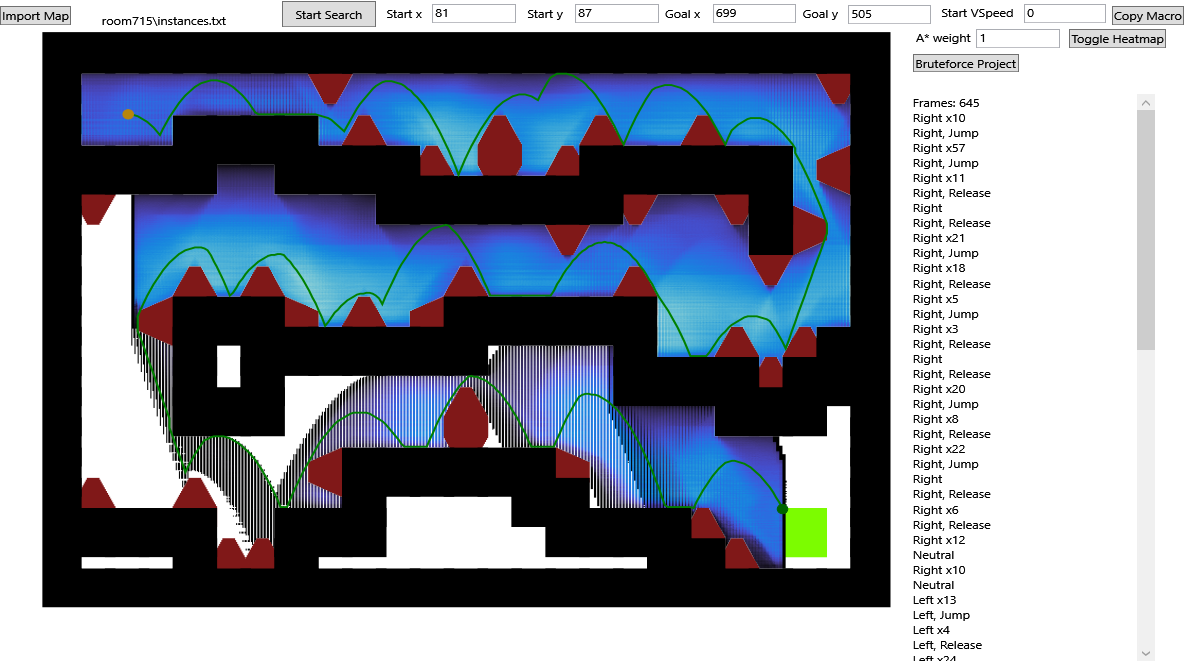 Import Map
room715\instances.txt
Start Search
Start x 81
Start y 87
Goal x 699
Goal y 505
Start VSpeed 0
Copy Macro
A* weight 1
Toggle Heatmap
Bruteforce Project
Frames: 645
Right x10
Right, Jump
Right x57
Right, Jump
Right x11
Right, Release
Right
Right, Release
Right x21
Right, Jump
Right x18
Right, Release
Right x5
Right, Jump
Right x3
Right, Release
Right
Right, Release
Right x20
Right, Jump
Right x8
Right, Release
Right x22
Right, Jump
Right
Right, Release
Right x6
Right, Release
Right x12
Neutral
Right x10
Neutral
Left x13
Left, Jump
Left x4
Left, Release
Left x24